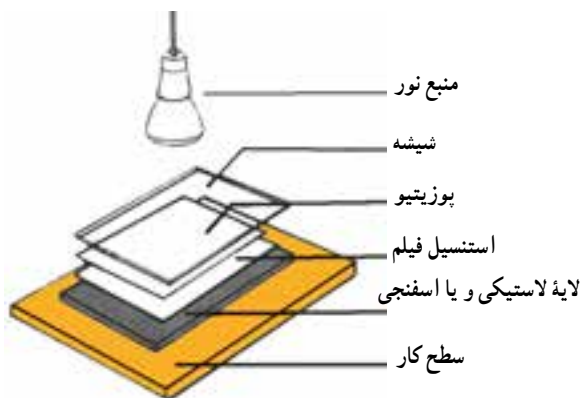 منبع نور
شیشه
پوزیتیو
استنسیل فیلم
لایهٔ لاستیکی و یا اسفنجی
سطح کار